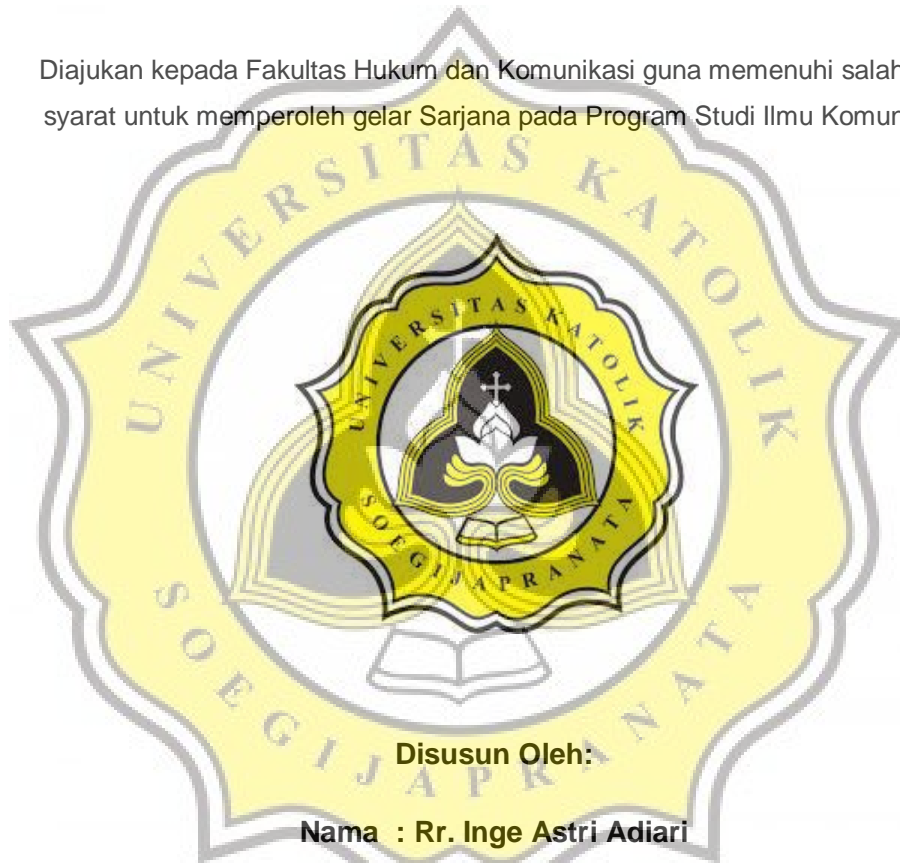 Diajukan kepada Fakultas Hukum dan Komunikasi guna memenuhi salah
syarat untuk memperoleh gelar Sarjana pada Program Studi Ilmu Komun
UNIVERSITAS KATOLIK
SOEGIJAPRANATA
UNIVERSITAS KATOLIK
SOEGIJAPRANATA
Disusun Oleh:
Nama : Rr. Inge Astri Adiari